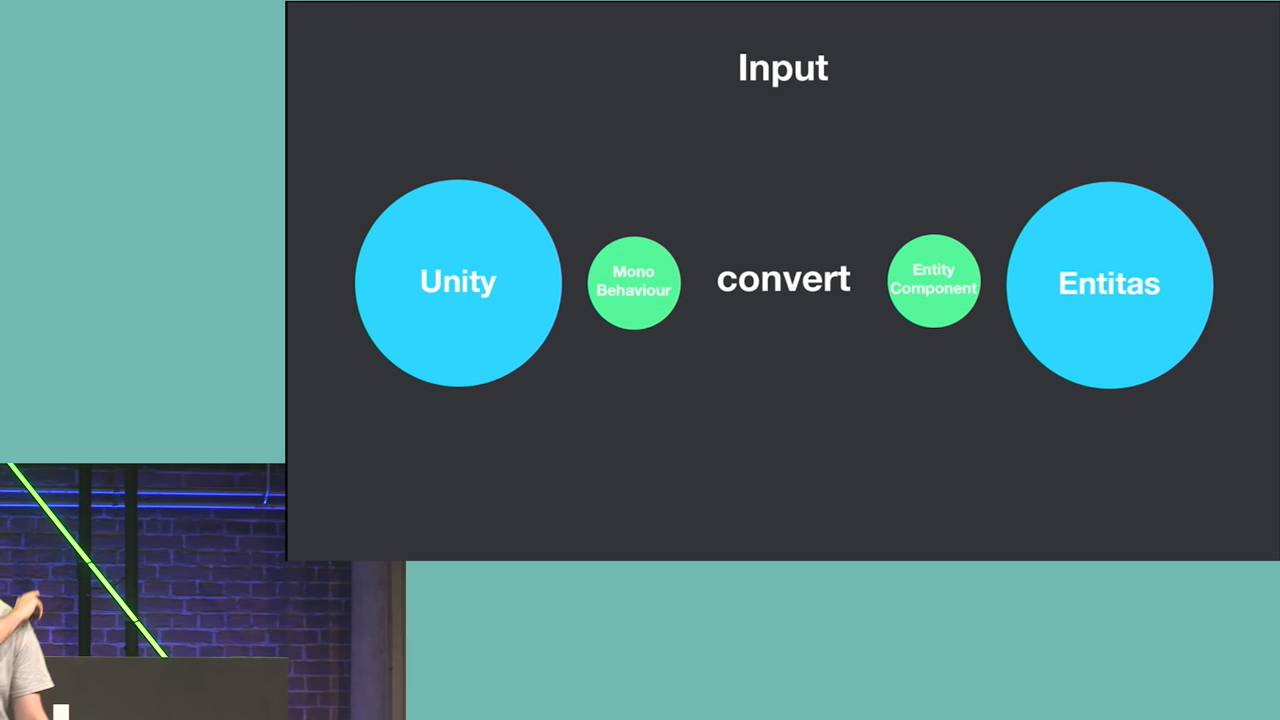 Input
Unity
Mono
Behaviour
convert
Entity
Component
Entitas